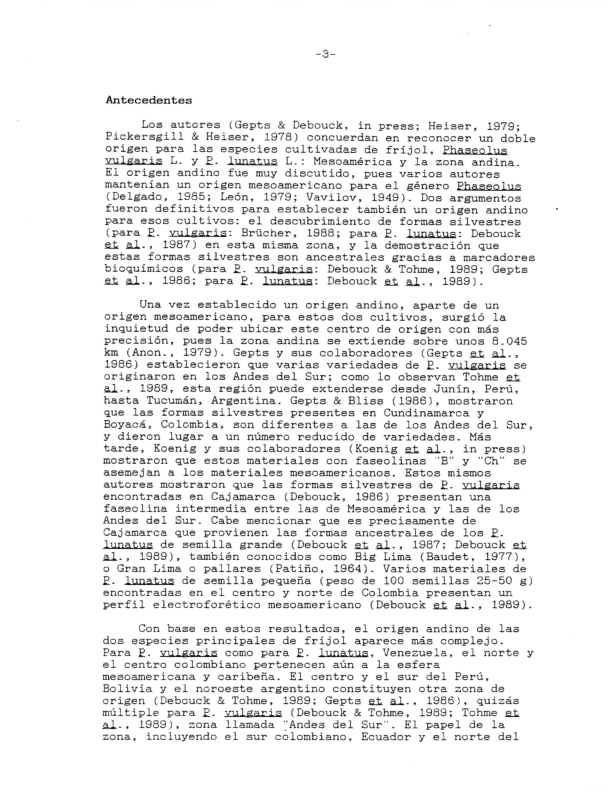 -3-
Antecedentes
Los autores (Gepts & Debouck, in press; Heiser, 1979;
Pickersgill & Heiser, 1978) concuerdan en reconocer un doble
origen para las especies cultivadas de fríjol, Phaseolus
vulgaris L. y P. lunatus L.: Mesoamérica y la zona andina.
El origen andino fue muy discutido, pues varios autores
mantenían un origen mesoamericano para el género Phaseolus
(Delgado, 1985; León, 1979; Vavilov, 1949). Dos argumentos
fueron definitivos para establecer también un origen andino
para esos cultivos: el descubrimiento de formas silvestres
(para P. vulgaris: Brücher, 1988; para P. lunatus: Debouck
et al., 1987) en esta misma zona, y la demostración que
estas formas silvestres son ancestrales gracias a marcadores
bioquímicos (para P. vulgaris: Debouck & Tohme, 1989; Gepts
et al., 1986; para P. lunatus: Debouck et al., 1989).
Una vez establecido un origen andino, aparte de un
origen mesoamericano, para estos dos cultivos, surgió la
inquietud de poder ubicar este centro de origen con más
precisión, pues la zona andina se extiende sobre unos 8.045
km (Anon., 1979). Gepts y sus colaboradores (Gepts et al.,
1986) establecieron que varias variedades de P. vulgaris se
originaron en los Andes del Sur; como lo observan Tohme et
al., 1989, esta región puede extenderse desde Junín, Perú,
hasta Tucumán, Argentina. Gepts & Bliss (1986), mostraron
que las formas silvestres presentes en Cundinamarca y
Boyacá, Colombia, son diferentes a las de los Andes del Sur,
y dieron lugar a un número reducido de variedades. Más
tarde, Koenig y sus colaboradores (Koenig et al., in press)
mostraron que estos materiales con faseolinas "B" y "Ch" se
asemejan a los materiales mesoamericanos. Estos mismos
autores mostraron que las formas silvestres de P. vulgaris
encontradas en Cajamarca (Debouck, 1986) presentan una
faseolina intermedia entre las de Mesoamérica y las de los
Andes del Sur. Cabe mencionar que es precisamente de
Cajamarca que provienen las formas ancestrales de los P.
lunatus de semilla grande (Debouck et al., 1987; Debouck et
al., 1989), también conocidos como Big Lima (Baudet, 1977),
o Gran Lima o pallares (Patiño, 1964). Varios materiales de
P. lunatus de semilla pequeña (peso de 100 semillas 25-50 g)
encontradas en el centro y norte de Colombia presentan un
perfil electroforético mesoamericano (Debouck et al., 1989).
Con base en estos resultados, el origen andino de las
dos especies principales de fríjol aparece más complejo.
Para P. vulgaris como para P. lunatus, Venezuela, el norte y
el centro colombiano pertenecen aún a la esfera
mesoamericana y caribeña. El centro y el sur del Perú,
Bolivía y el noroeste argentino constituyen otra zona de
origen (Debouck & Tohme, 1989; Gepts et al., 1986), quizás
múltiple para P. vulgaris (Debouck & Tohme, 1989; Tohme et
al., 1989), zona llamada "Andes del Sur". El papel de la
zona, incluyendo el sur colombiano, Ecuador y el norte del